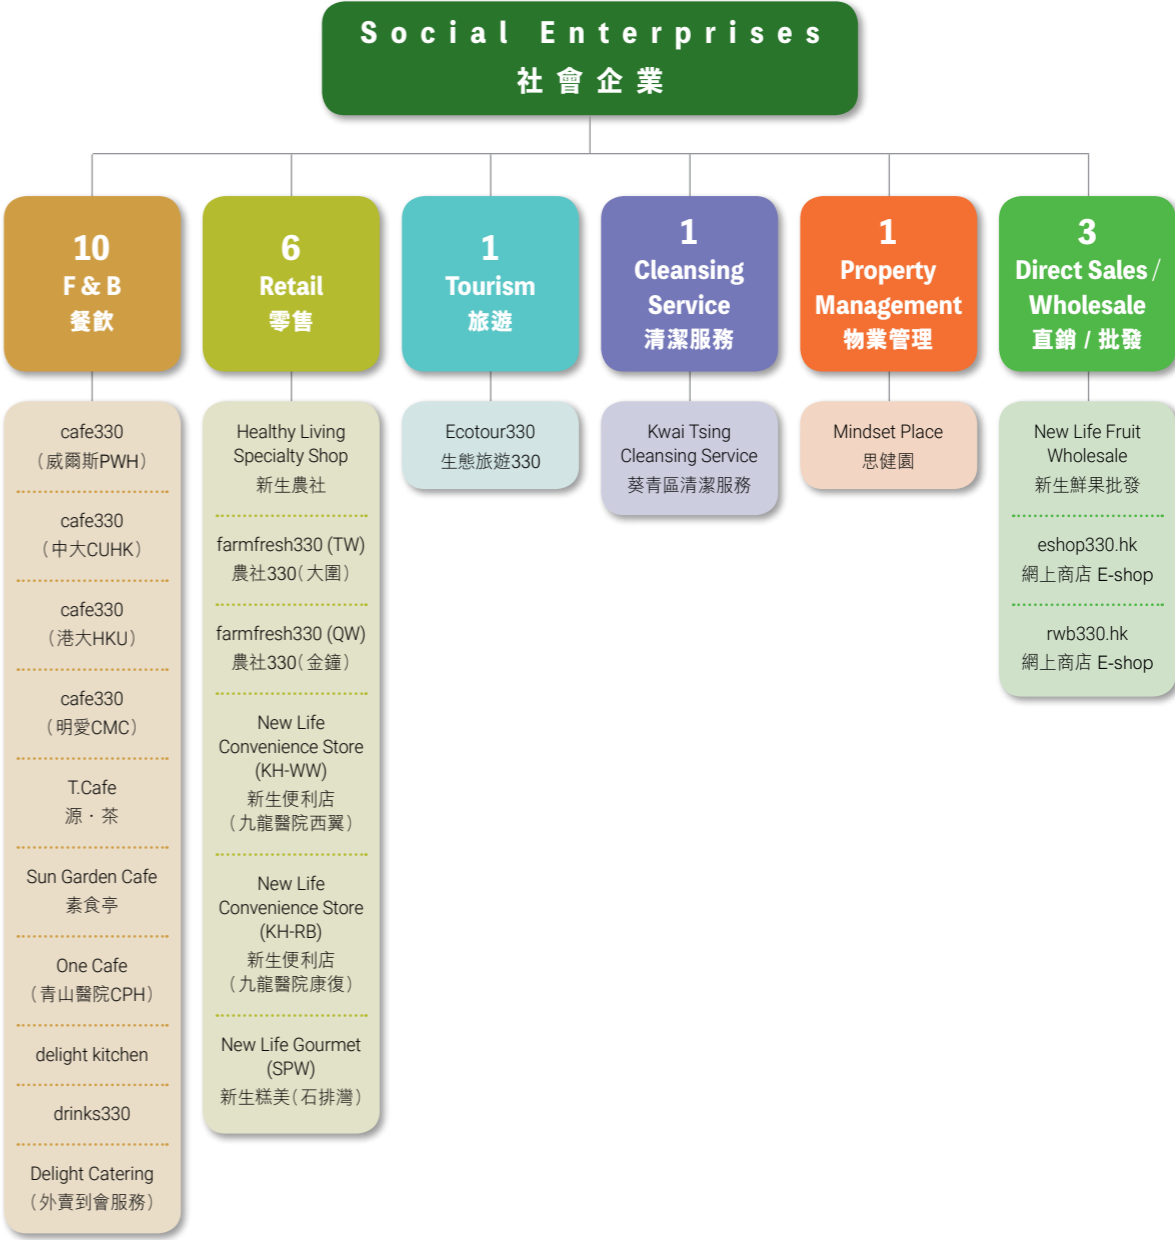 Social Enterprises
社會企業
10
F & B
餐飲
cafe330
（威爾斯PWH）
cafe330
（中大CUHK）
cafe330
（港大HKU）
cafe330
（明愛CMC）
T.Cafe
源．茶
Sun Garden Cafe
素食亭
One Cafe
（青山醫院CPH）
delight kitchen
drinks330
Delight Catering
（外賣到會服務）
6
Retail
零售
Healthy Living
Specialty Shop
新生農社
farmfresh330 (TW)
農社330（大圍）
farmfresh330 (QW)
農社330（金鐘）
New Life
Convenience Store
(KH-WW)
新生便利店
（九龍醫院西翼）
New Life
Convenience Store
(KH-RB)
新生便利店
（九龍醫院康復）
New Life Gourmet
(SPW)
新生糕美（石排灣）
1
Tourism
旅遊
Ecotour330
生態旅遊330
1
Cleansing
Service
清潔服務
Kwai Tsing
Cleansing Service
葵青區清潔服務
1
Property
Management
物業管理
Mindset Place
思健園
3
Direct Sales /
Wholesale
直銷 / 批發
New Life Fruit
Wholesale
新生鮮果批發
eshop330.hk
網上商店 E-shop
rwb330.hk
網上商店 E-shop